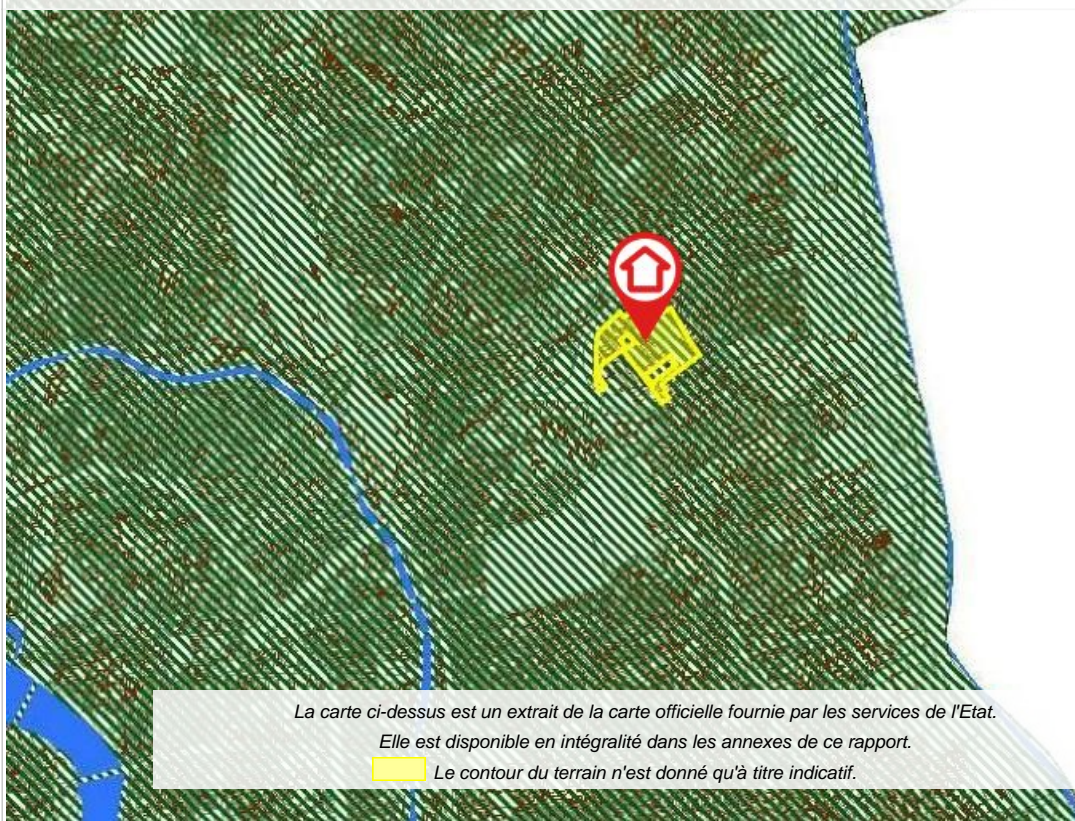 La carte ci-dessus est un extrait de la carte officielle fournie par les services de l'Etat.
Elle est disponible en intégralité dans les annexes de ce rapport.
Le contour du terrain n'est donné qu'à titre indicatif.